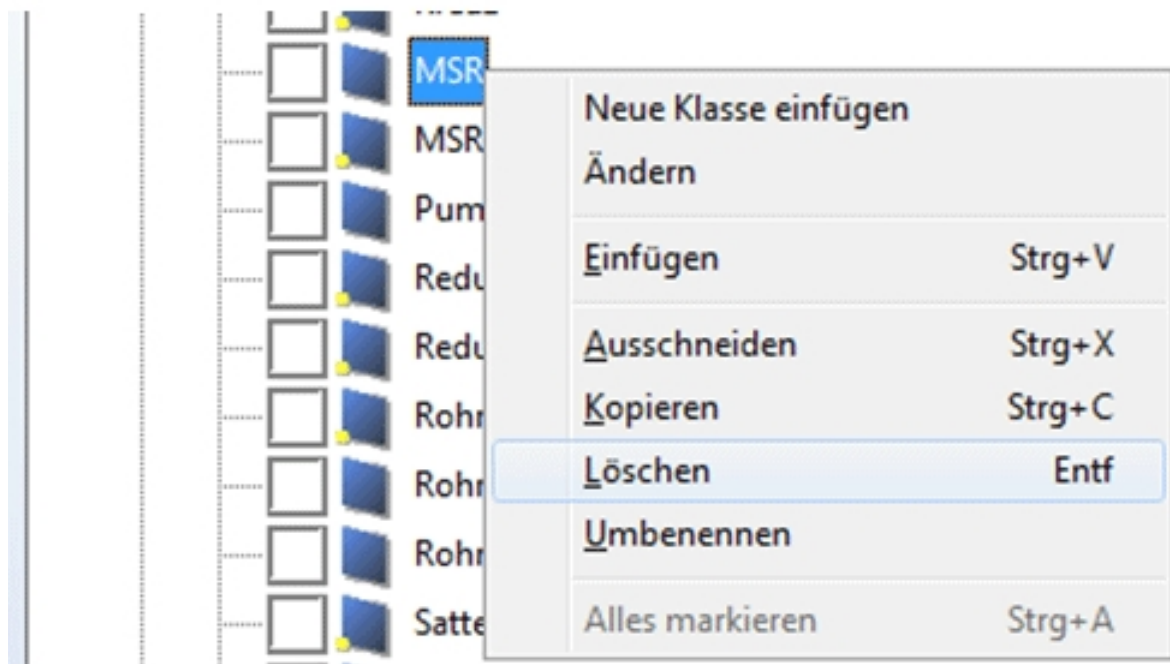 MSR
Neue Klasse einfügen
MSR
Ändern
Pum
Einfügen Strg+V
Redu
Redu
Ausschneiden Strg+X
Kopieren Strg+C
Rohr
Löschen Entf
Rohr
Umbenennen
Rohr
Alles markieren Strg+A
Satte